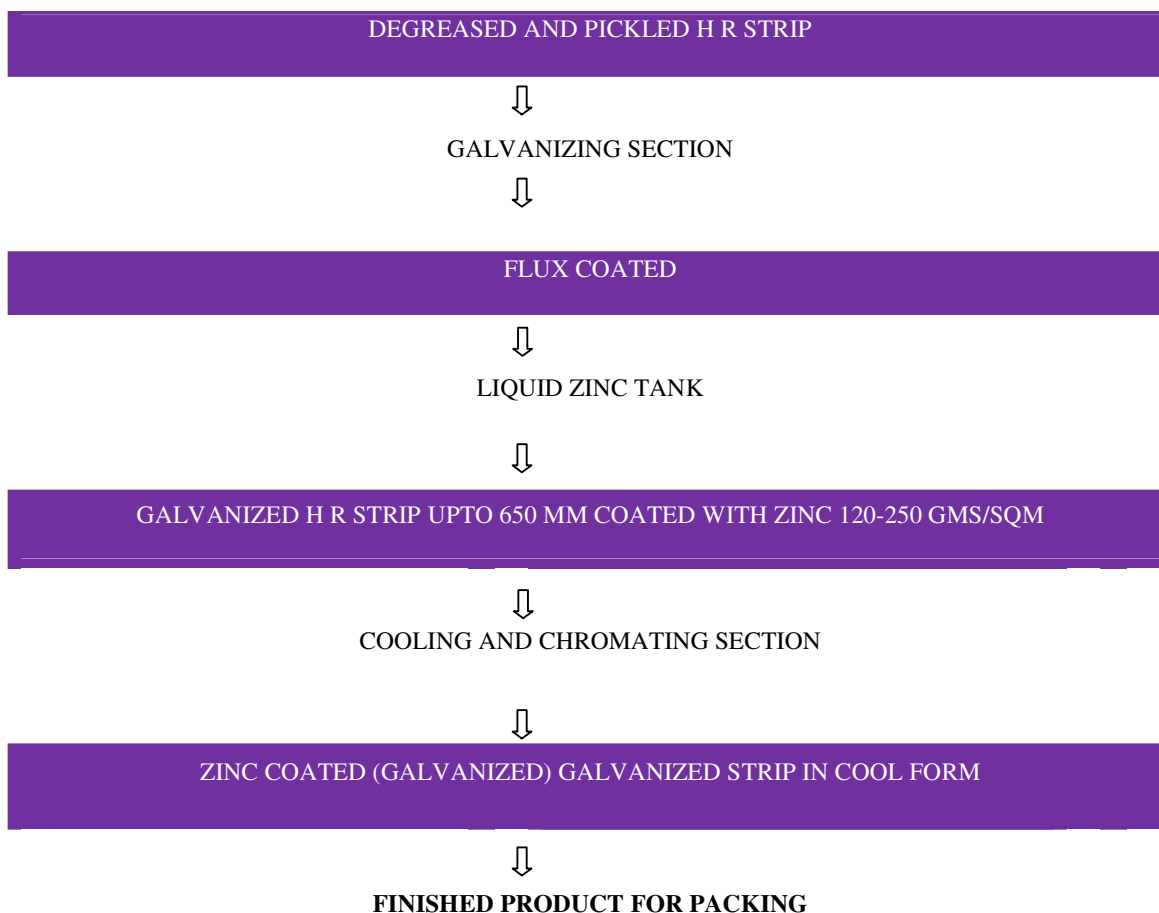 DEGREASED AND PICKLED H R STRIP
GALVANIZING SECTION
FLUX COATED
LIQUID ZINC TANK
GALVANIZED H R STRIP UPTO 650 MM COATED WITH ZINC 120-250 GMS/SQM
COOLING AND CHROMATING SECTION
ZINC COATED (GALVANIZED) GALVANIZED STRIP IN COOL FORM
FINISHED PRODUCT FOR PACKING